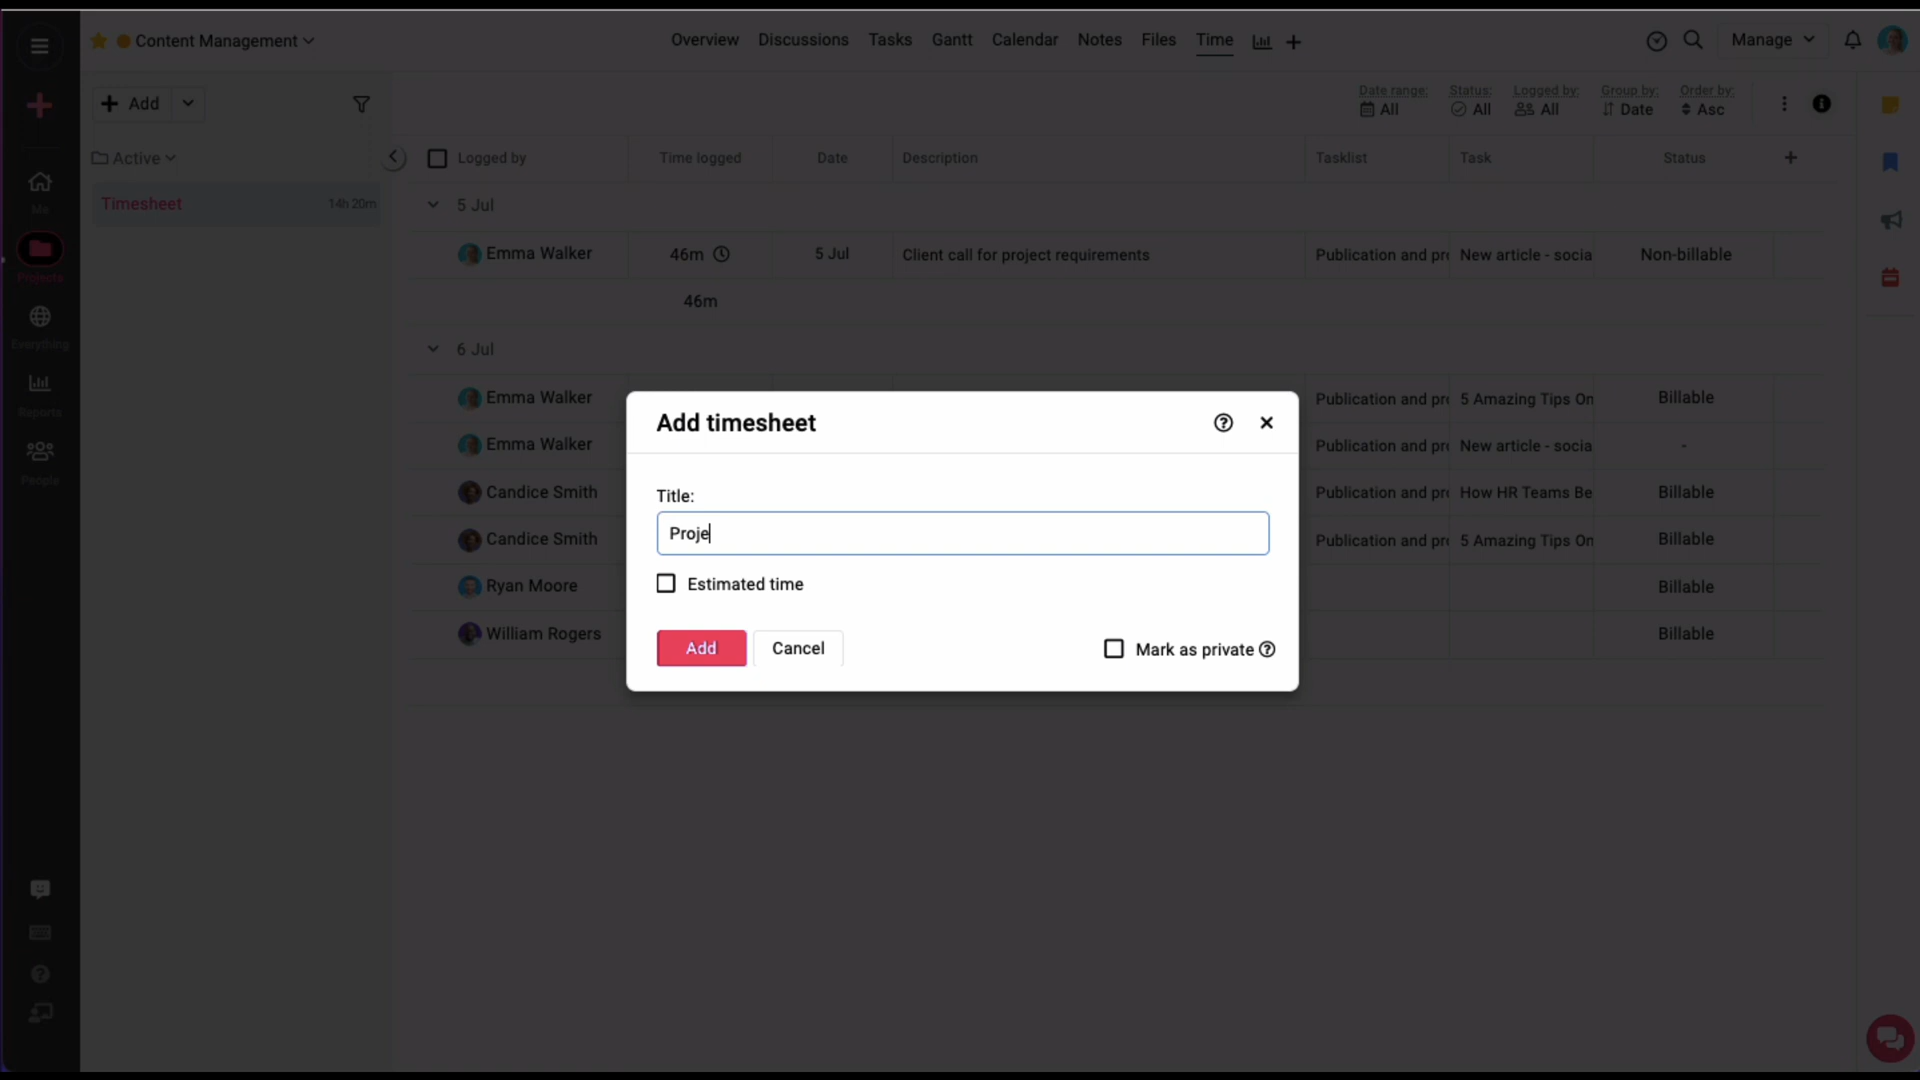 Content Management
Overview
Discussions
Tasks
Gantt
Calendar
Notes
Files
Time
Manage
Add
Date range:
All
Status:
All
Logged by:
All
Group by:
Date
Order by:
Asc
Active
Timesheet
14h 20m
Me
Projects
Everything
Reports
People
Logged by
Time logged
Date
Description
Tasklist
Task
Status
5 Jul
Emma Walker
46m
5 Jul
Client call for project requirements
Publication and pr
New article - socia
Non-billable
46m
6 Jul
Emma Walker
Publication and pr
5 Amazing Tips On
Billable
Emma Walker
Publication and pr
New article - socia
-
Candice Smith
Publication and pr
How HR Teams Be
Billable
Candice Smith
Publication and pr
5 Amazing Tips On
Billable
Ryan Moore
Billable
William Rogers
Billable
Add timesheet
Title:
Proje
Estimated time
Add
Cancel
Mark as private